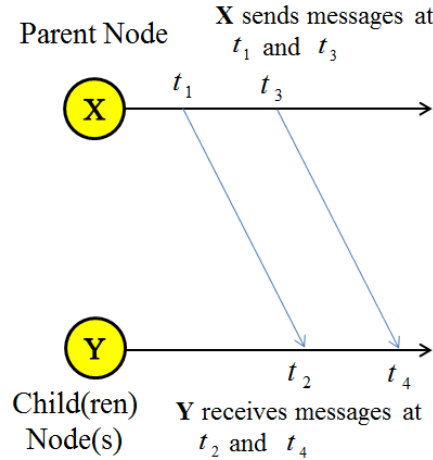 Parent Node
X sends messages at
t1 and t3
X
t1
t3
Y
t2
t4
Child(ren)
Node(s)
Y receives messages at
t2 and t4